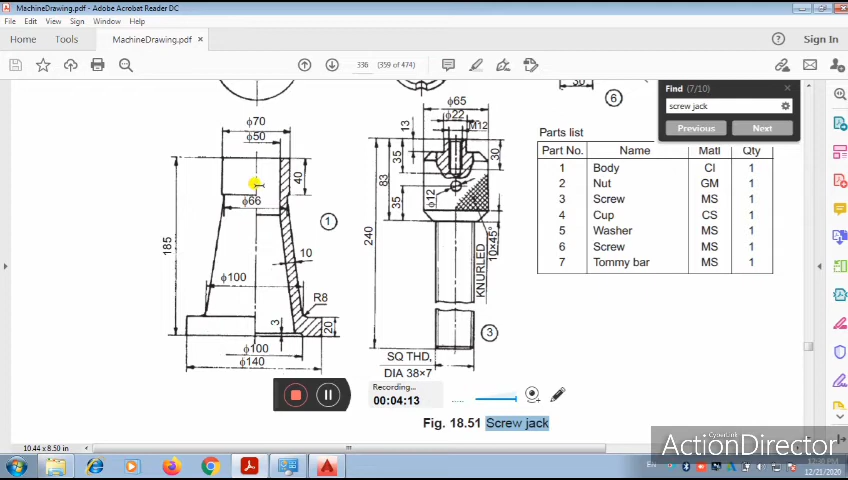 MachineDrawing.pdf - Adobe Acrobat Reader DC
File Edit View Sign Window Help
Home Tools MachineDrawing.pdf × Sign In
336 (359 of 474)
Find (7/10)
screw jack
Previous Next
30
6
ϕ70
ϕ50
40
ϕ66
185
1
10
ϕ100
R8
3
20
ϕ100
ϕ140
ϕ65
ϕ22
M12
13
35
30
83
ϕ12
35
240
KNURLED
10×45°
3
SQ THD,
DIA 38×7
Parts list
Part No. Name Matl Qty
1 Body CI 1
2 Nut GM 1
3 Screw MS 1
4 Cup CS 1
5 Washer MS 1
6 Screw MS 1
7 Tommy bar MS 1
Recording...
00:04:13
Fig. 18.51 Screw jack
10.44 x 8.50 in
CyberLink
ActionDirector
EN
12/21/2020